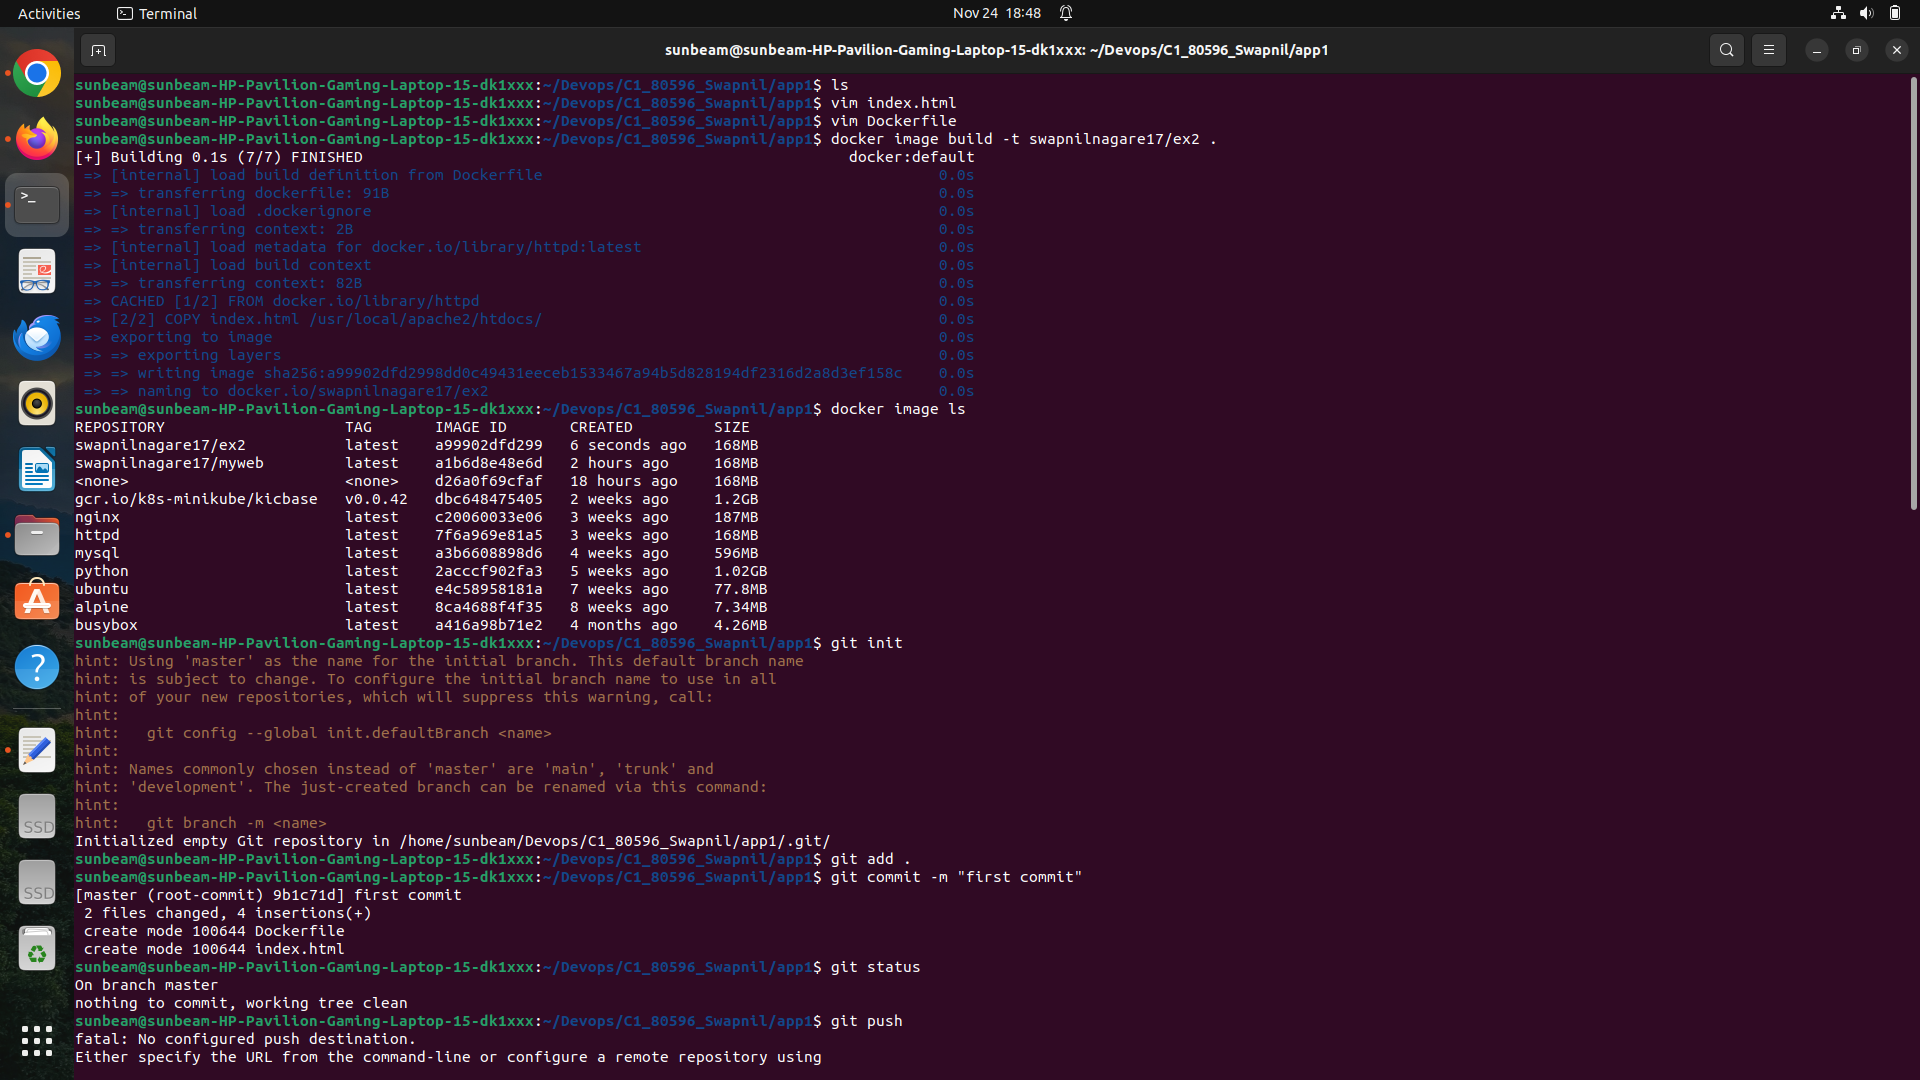 Activities
Terminal
Nov 24 18:48
sunbeam@sunbeam-HP-Pavilion-Gaming-Laptop-15-dk1xxx: ~/Devops/C1_80596_Swapnil/app1
sunbeam@sunbeam-HP-Pavilion-Gaming-Laptop-15-dk1xxx:~/Devops/C1_80596_Swapnil/app1$ ls
sunbeam@sunbeam-HP-Pavilion-Gaming-Laptop-15-dk1xxx:~/Devops/C1_80596_Swapnil/app1$ vim index.html
sunbeam@sunbeam-HP-Pavilion-Gaming-Laptop-15-dk1xxx:~/Devops/C1_80596_Swapnil/app1$ vim Dockerfile
sunbeam@sunbeam-HP-Pavilion-Gaming-Laptop-15-dk1xxx:~/Devops/C1_80596_Swapnil/app1$ docker image build -t swapnilnagare17/ex2 .
[+] Building 0.1s (7/7) FINISHED docker:default
=> [internal] load build definition from Dockerfile 0.0s
=> => transferring dockerfile: 91B 0.0s
=> [internal] load .dockerignore 0.0s
=> => transferring context: 2B 0.0s
=> [internal] load metadata for docker.io/library/httpd:latest 0.0s
=> [internal] load build context 0.0s
=> => transferring context: 82B 0.0s
=> CACHED [1/2] FROM docker.io/library/httpd 0.0s
=> [2/2] COPY index.html /usr/local/apache2/htdocs/ 0.0s
=> exporting to image 0.0s
=> => exporting layers 0.0s
=> => writing image sha256:a99902dfd2998dd0c49431eeceb1533467a94b5d828194df2316d2a8d3ef158c 0.0s
=> => naming to docker.io/swapnilnagare17/ex2 0.0s
sunbeam@sunbeam-HP-Pavilion-Gaming-Laptop-15-dk1xxx:~/Devops/C1_80596_Swapnil/app1$ docker image ls
REPOSITORY TAG IMAGE ID CREATED SIZE
swapnilnagare17/ex2 latest a99902dfd299 6 seconds ago 168MB
swapnilnagare17/myweb latest a1b6d8e48e6d 2 hours ago 168MB
<none> <none> d26a0f69cfaf 18 hours ago 168MB
gcr.io/k8s-minikube/kicbase v0.0.42 dbc648475405 2 weeks ago 1.2GB
nginx latest c20060033e06 3 weeks ago 187MB
httpd latest 7f6a969e81a5 3 weeks ago 168MB
mysql latest a3b6608898d6 4 weeks ago 596MB
python latest 2acccf902fa3 5 weeks ago 1.02GB
ubuntu latest e4c58958181a 7 weeks ago 77.8MB
alpine latest 8ca4688f4f35 8 weeks ago 7.34MB
busybox latest a416a98b71e2 4 months ago 4.26MB
sunbeam@sunbeam-HP-Pavilion-Gaming-Laptop-15-dk1xxx:~/Devops/C1_80596_Swapnil/app1$ git init
hint: Using 'master' as the name for the initial branch. This default branch name
hint: is subject to change. To configure the initial branch name to use in all
hint: of your new repositories, which will suppress this warning, call:
hint:
hint: git config --global init.defaultBranch <name>
hint:
hint: Names commonly chosen instead of 'master' are 'main', 'trunk' and
hint: 'development'. The just-created branch can be renamed via this command:
hint:
hint: git branch -m <name>
Initialized empty Git repository in /home/sunbeam/Devops/C1_80596_Swapnil/app1/.git/
sunbeam@sunbeam-HP-Pavilion-Gaming-Laptop-15-dk1xxx:~/Devops/C1_80596_Swapnil/app1$ git add .
sunbeam@sunbeam-HP-Pavilion-Gaming-Laptop-15-dk1xxx:~/Devops/C1_80596_Swapnil/app1$ git commit -m "first commit"
[master (root-commit) 9b1c71d] first commit
2 files changed, 4 insertions(+)
create mode 100644 Dockerfile
create mode 100644 index.html
sunbeam@sunbeam-HP-Pavilion-Gaming-Laptop-15-dk1xxx:~/Devops/C1_80596_Swapnil/app1$ git status
On branch master
nothing to commit, working tree clean
sunbeam@sunbeam-HP-Pavilion-Gaming-Laptop-15-dk1xxx:~/Devops/C1_80596_Swapnil/app1$ git push
fatal: No configured push destination.
Either specify the URL from the command-line or configure a remote repository using
SSD
SSD